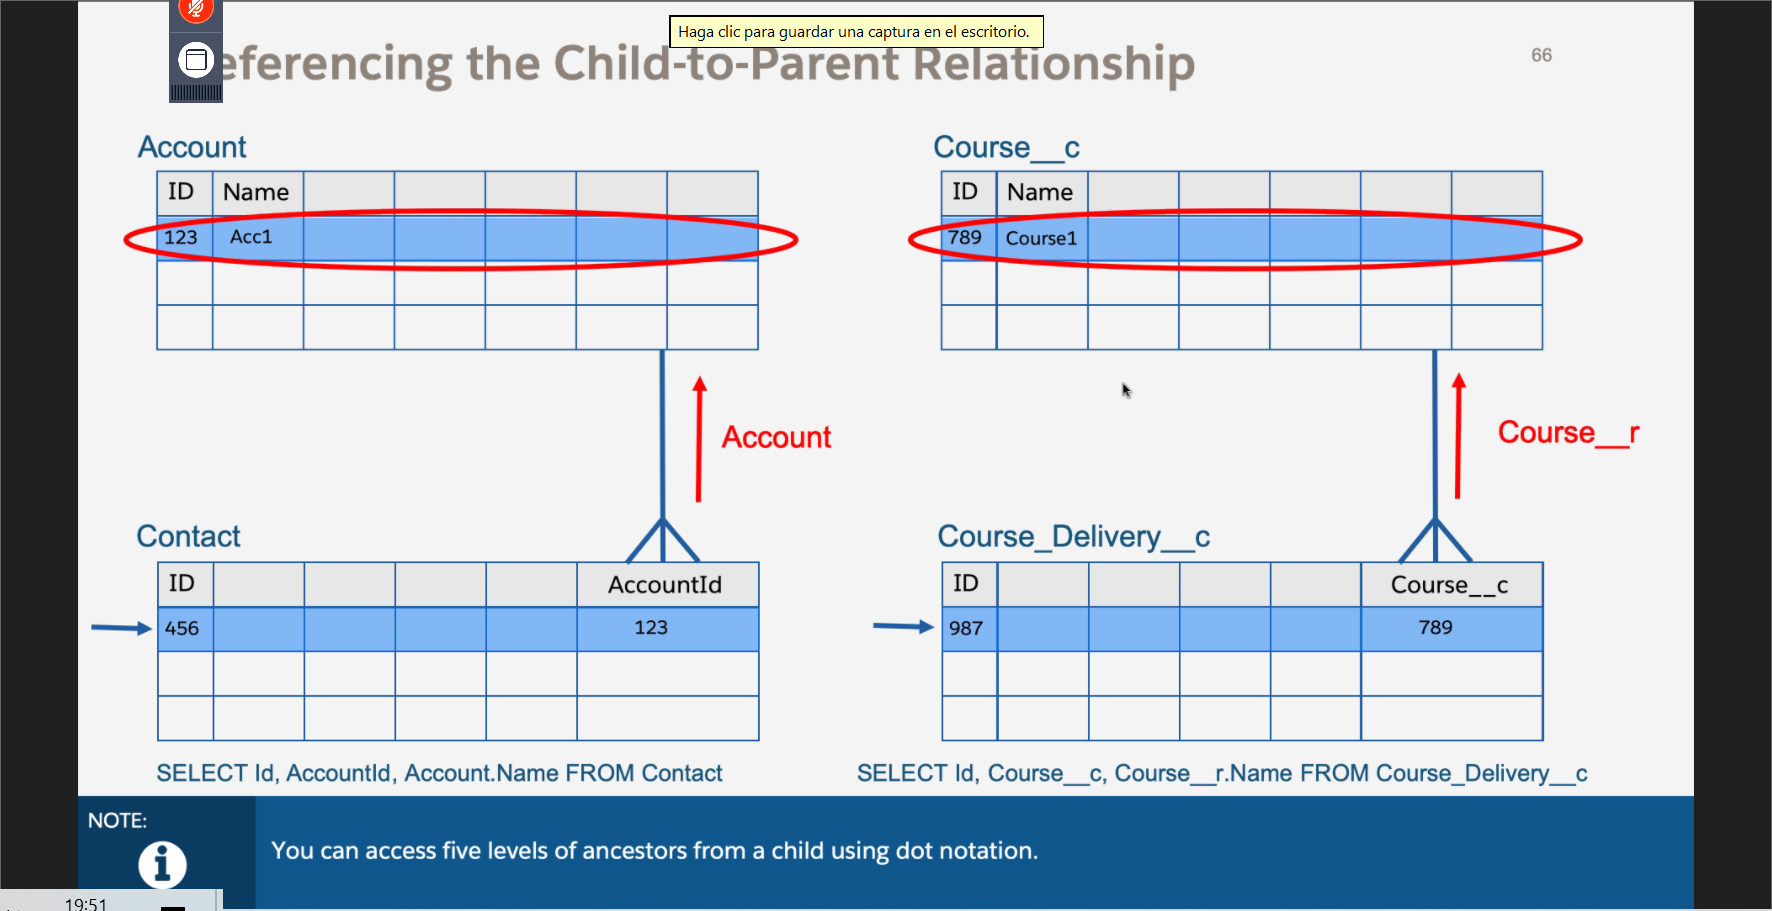 Haga clic para guardar una captura en el escritorio.
eferencing the Child-to-Parent Relationship
66
Account
ID Name
123 Acc1
Course__c
ID Name
789 Course1
Account
Course__r
Contact
ID AccountId
456 123
Course_Delivery__c
ID Course__c
987 789
SELECT Id, AccountId, Account.Name FROM Contact
SELECT Id, Course__c, Course__r.Name FROM Course_Delivery__c
NOTE:
You can access five levels of ancestors from a child using dot notation.
19:51